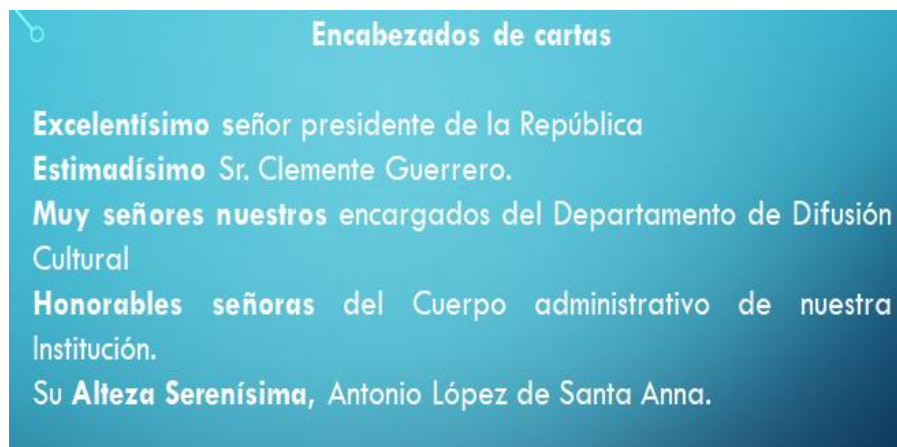 Encabezados de cartas
Excelentísimo señor presidente de la República
Estimadísimo Sr. Clemente Guerrero.
Muy señores nuestros encargados del Departamento de Difusión
Cultural
Honorables señoras del Cuerpo administrativo de nuestra
Institución.
Su Alteza Serenísima, Antonio López de Santa Anna.